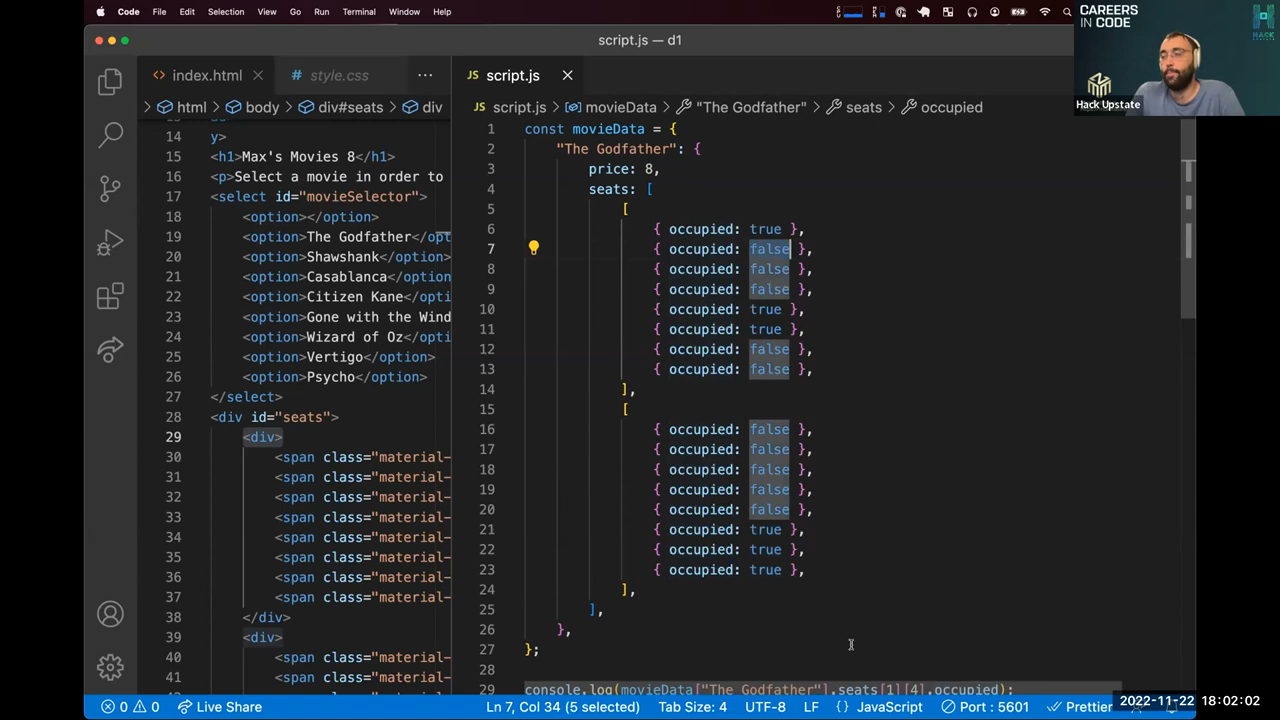 Code File Edit Selection View Go Run Terminal Window Help
script.js — d1
CAREERS
IN CODE
HACK
Hack Upstate
index.html
style.css
script.js
html
body
div#seats
div
y>
<h1>Max's Movies 8</h1>
<p>Select a movie in order to
<select id="movieSelector">
<option></option>
<option>The Godfather</opt
<option>Shawshank</option>
<option>Casablanca</option
<option>Citizen Kane</opti
<option>Gone with the Wind
<option>Wizard of Oz</opti
<option>Vertigo</option>
<option>Psycho</option>
</select>
<div id="seats">
<div>
<span class="material-
<span class="material-
<span class="material-
<span class="material-
<span class="material-
<span class="material-
<span class="material-
<span class="material-
</div>
<div>
<span class="material-
<span class="material-
14
15
16
17
18
19
20
21
22
23
24
25
26
27
28
29
30
31
32
33
34
35
36
37
38
39
40
41
script.js
movieData
"The Godfather"
seats
occupied
1 const movieData = {
2 "The Godfather": {
3 price: 8,
4 seats: [
5 [
6 { occupied: true },
7 { occupied: false },
8 { occupied: false },
9 { occupied: false },
10 { occupied: true },
11 { occupied: true },
12 { occupied: false },
13 { occupied: false },
14 ],
15 [
16 { occupied: false },
17 { occupied: false },
18 { occupied: false },
19 { occupied: false },
20 { occupied: false },
21 { occupied: true },
22 { occupied: true },
23 { occupied: true },
24 ],
25 ],
26 },
27 };
28
29 console.log(movieData["The Godfather"].seats[1][4].occupied);
0 0 Live Share Ln 7, Col 34 (5 selected) Tab Size: 4 UTF-8 LF JavaScript Port : 5601 Prettier
2022-11-22 18:02:02